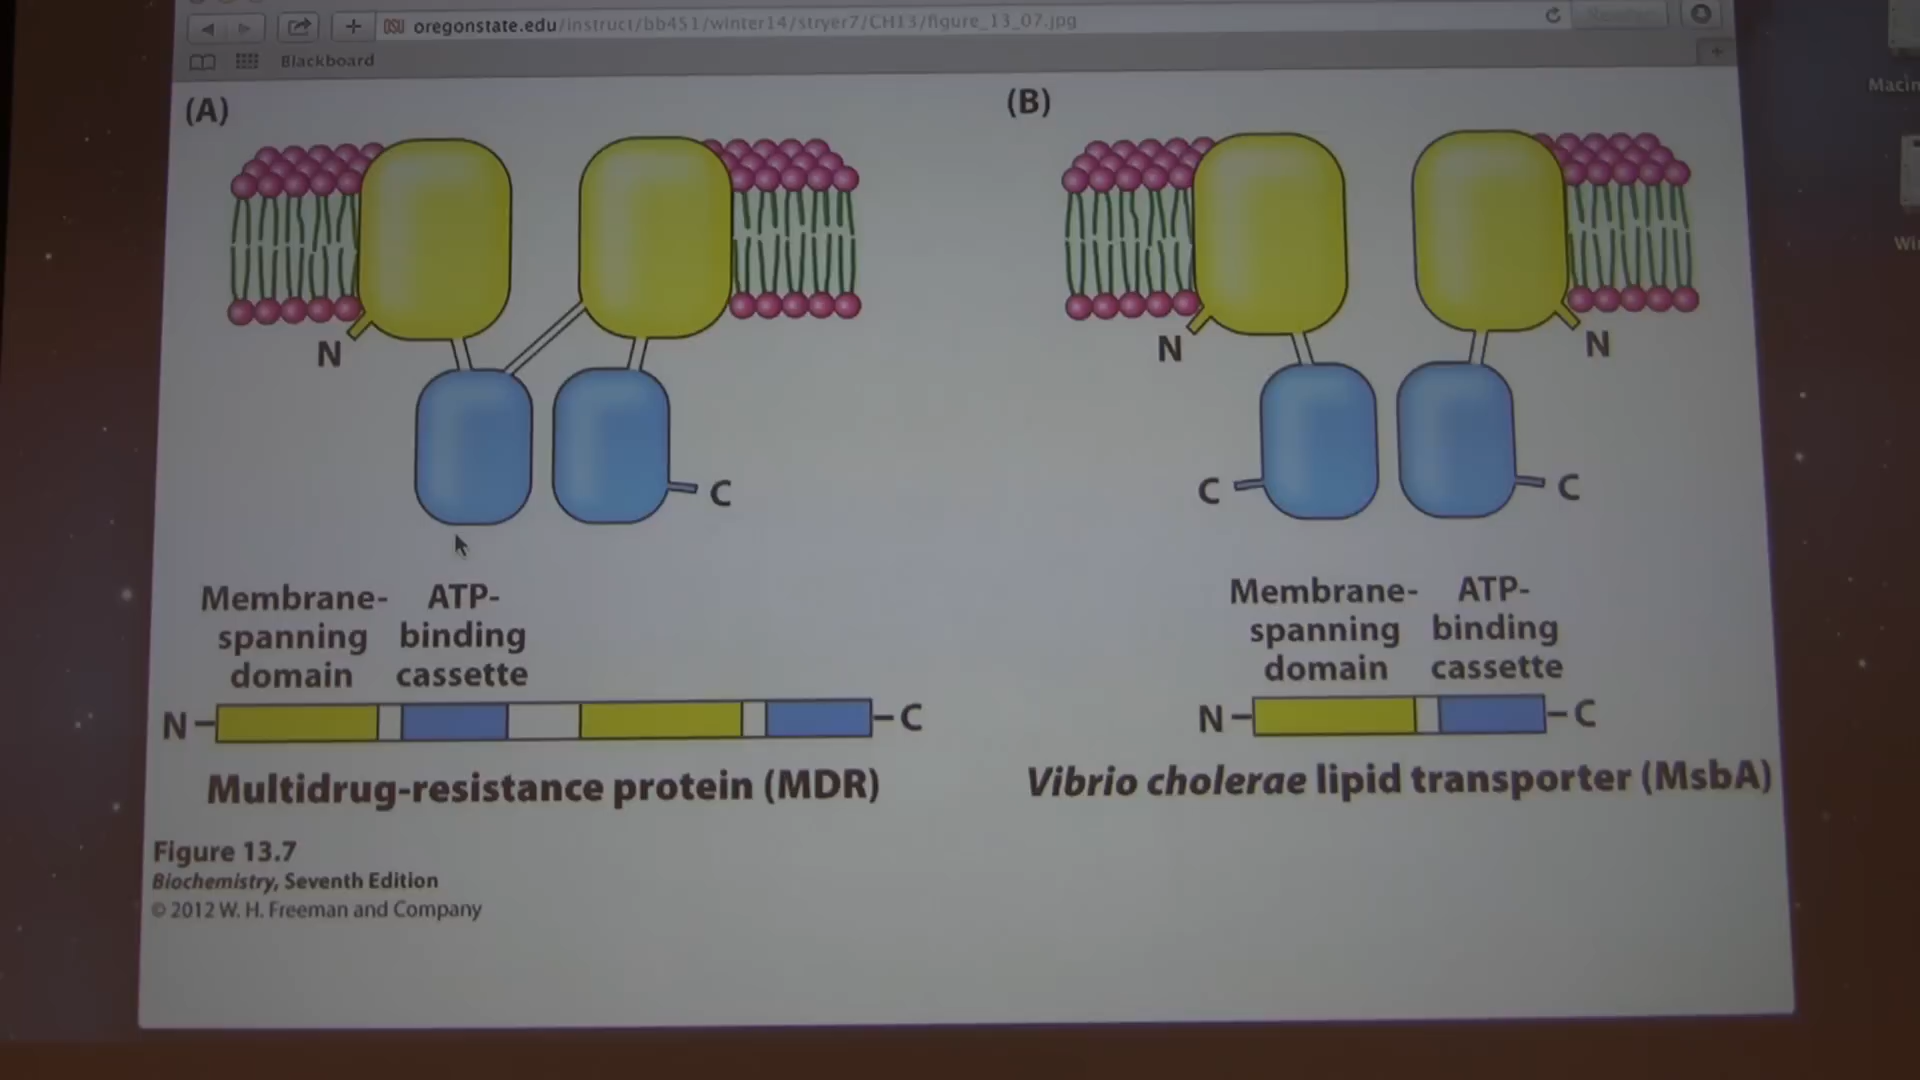 OSU oregonstate.edu/instruct/bb451/winter14/stryer7/CH13/figure_13_07.jpg
Blackboard
(A)
(B)
N
C
N
N
C
C
Membrane-
spanning
domain
ATP-
binding
cassette
N
C
Multidrug-resistance protein (MDR)
Membrane-
spanning
domain
ATP-
binding
cassette
N
C
Vibrio cholerae lipid transporter (MsbA)
Figure 13.7
Biochemistry, Seventh Edition
© 2012 W. H. Freeman and Company